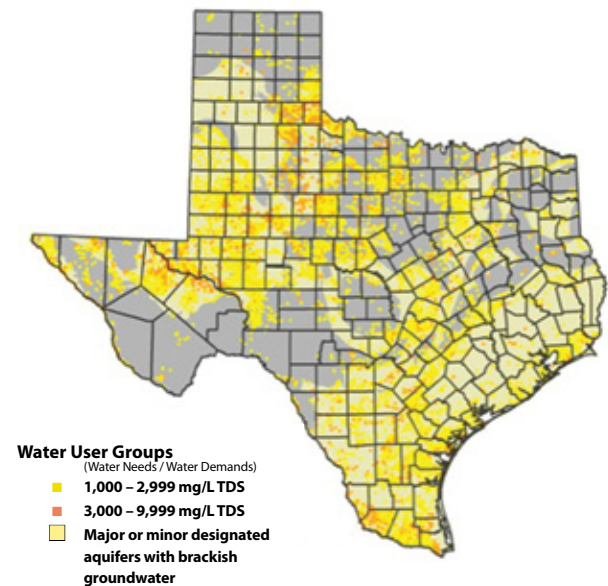 Water User Groups
(Water Needs / Water Demands)
1,000 – 2,999 mg/L TDS
3,000 – 9,999 mg/L TDS
Major or minor designated
aquifers with brackish
groundwater